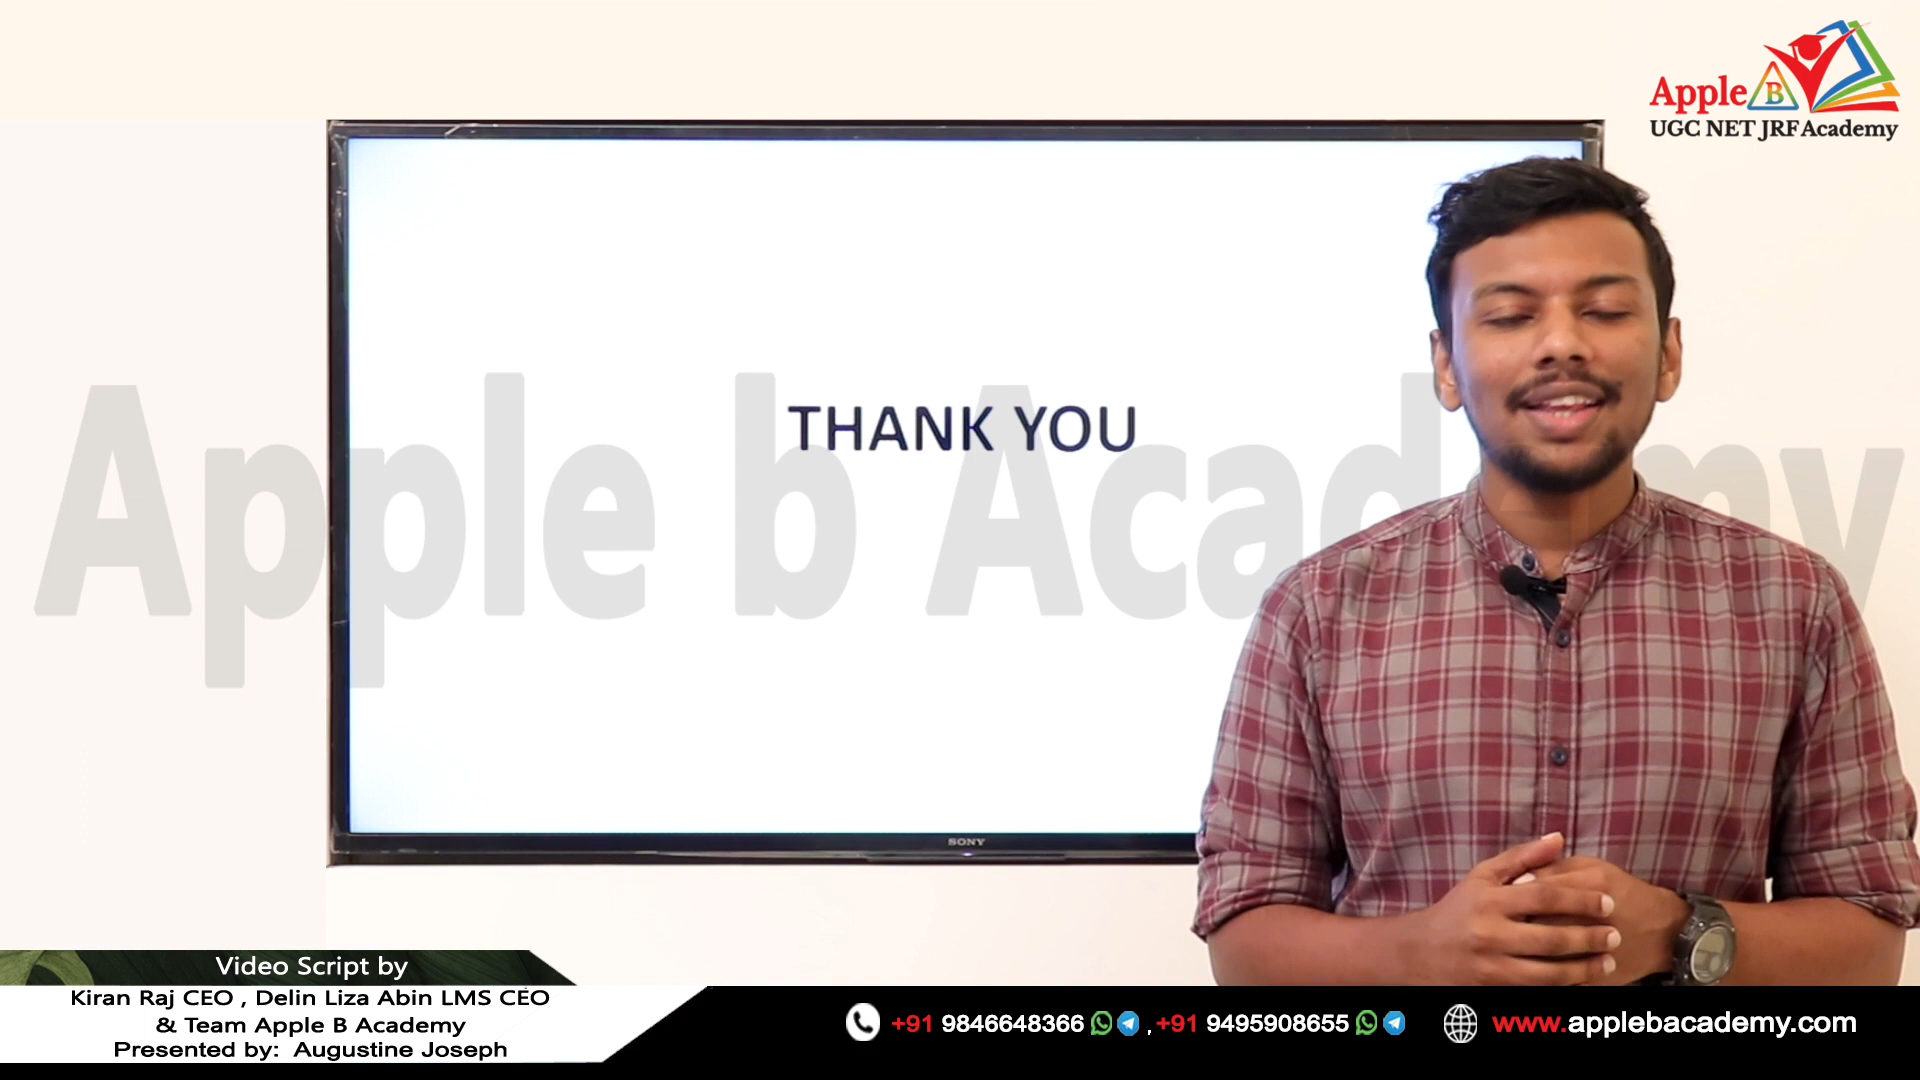 Apple B
UGC NET JRF Academy
THANK YOU
Apple b Academy
SONY
Video Script by
Kiran Raj CEO , Delin Liza Abin LMS CEO
& Team Apple B Academy
Presented by: Augustine Joseph
+91 9846648366 , +91 9495908655 www.applebacademy.com